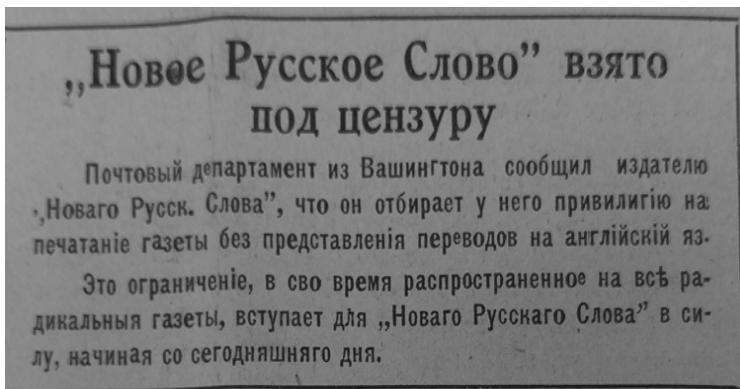 „Новое Русское Слово” взято
под цензуру
Почтовый департамент из Вашингтона сообщил издателю
„Новаго Русск. Слова”, что он отбирает у него привилигію на
печатаніе газеты без представленія переводов на англійскій яз.
Это ограниченіе, в сво время распространенное на всѣ ра-
дикальныя газеты, вступает для „Новаго Русскаго Слова” в си-
лу, начиная со сегодняшняго дня.